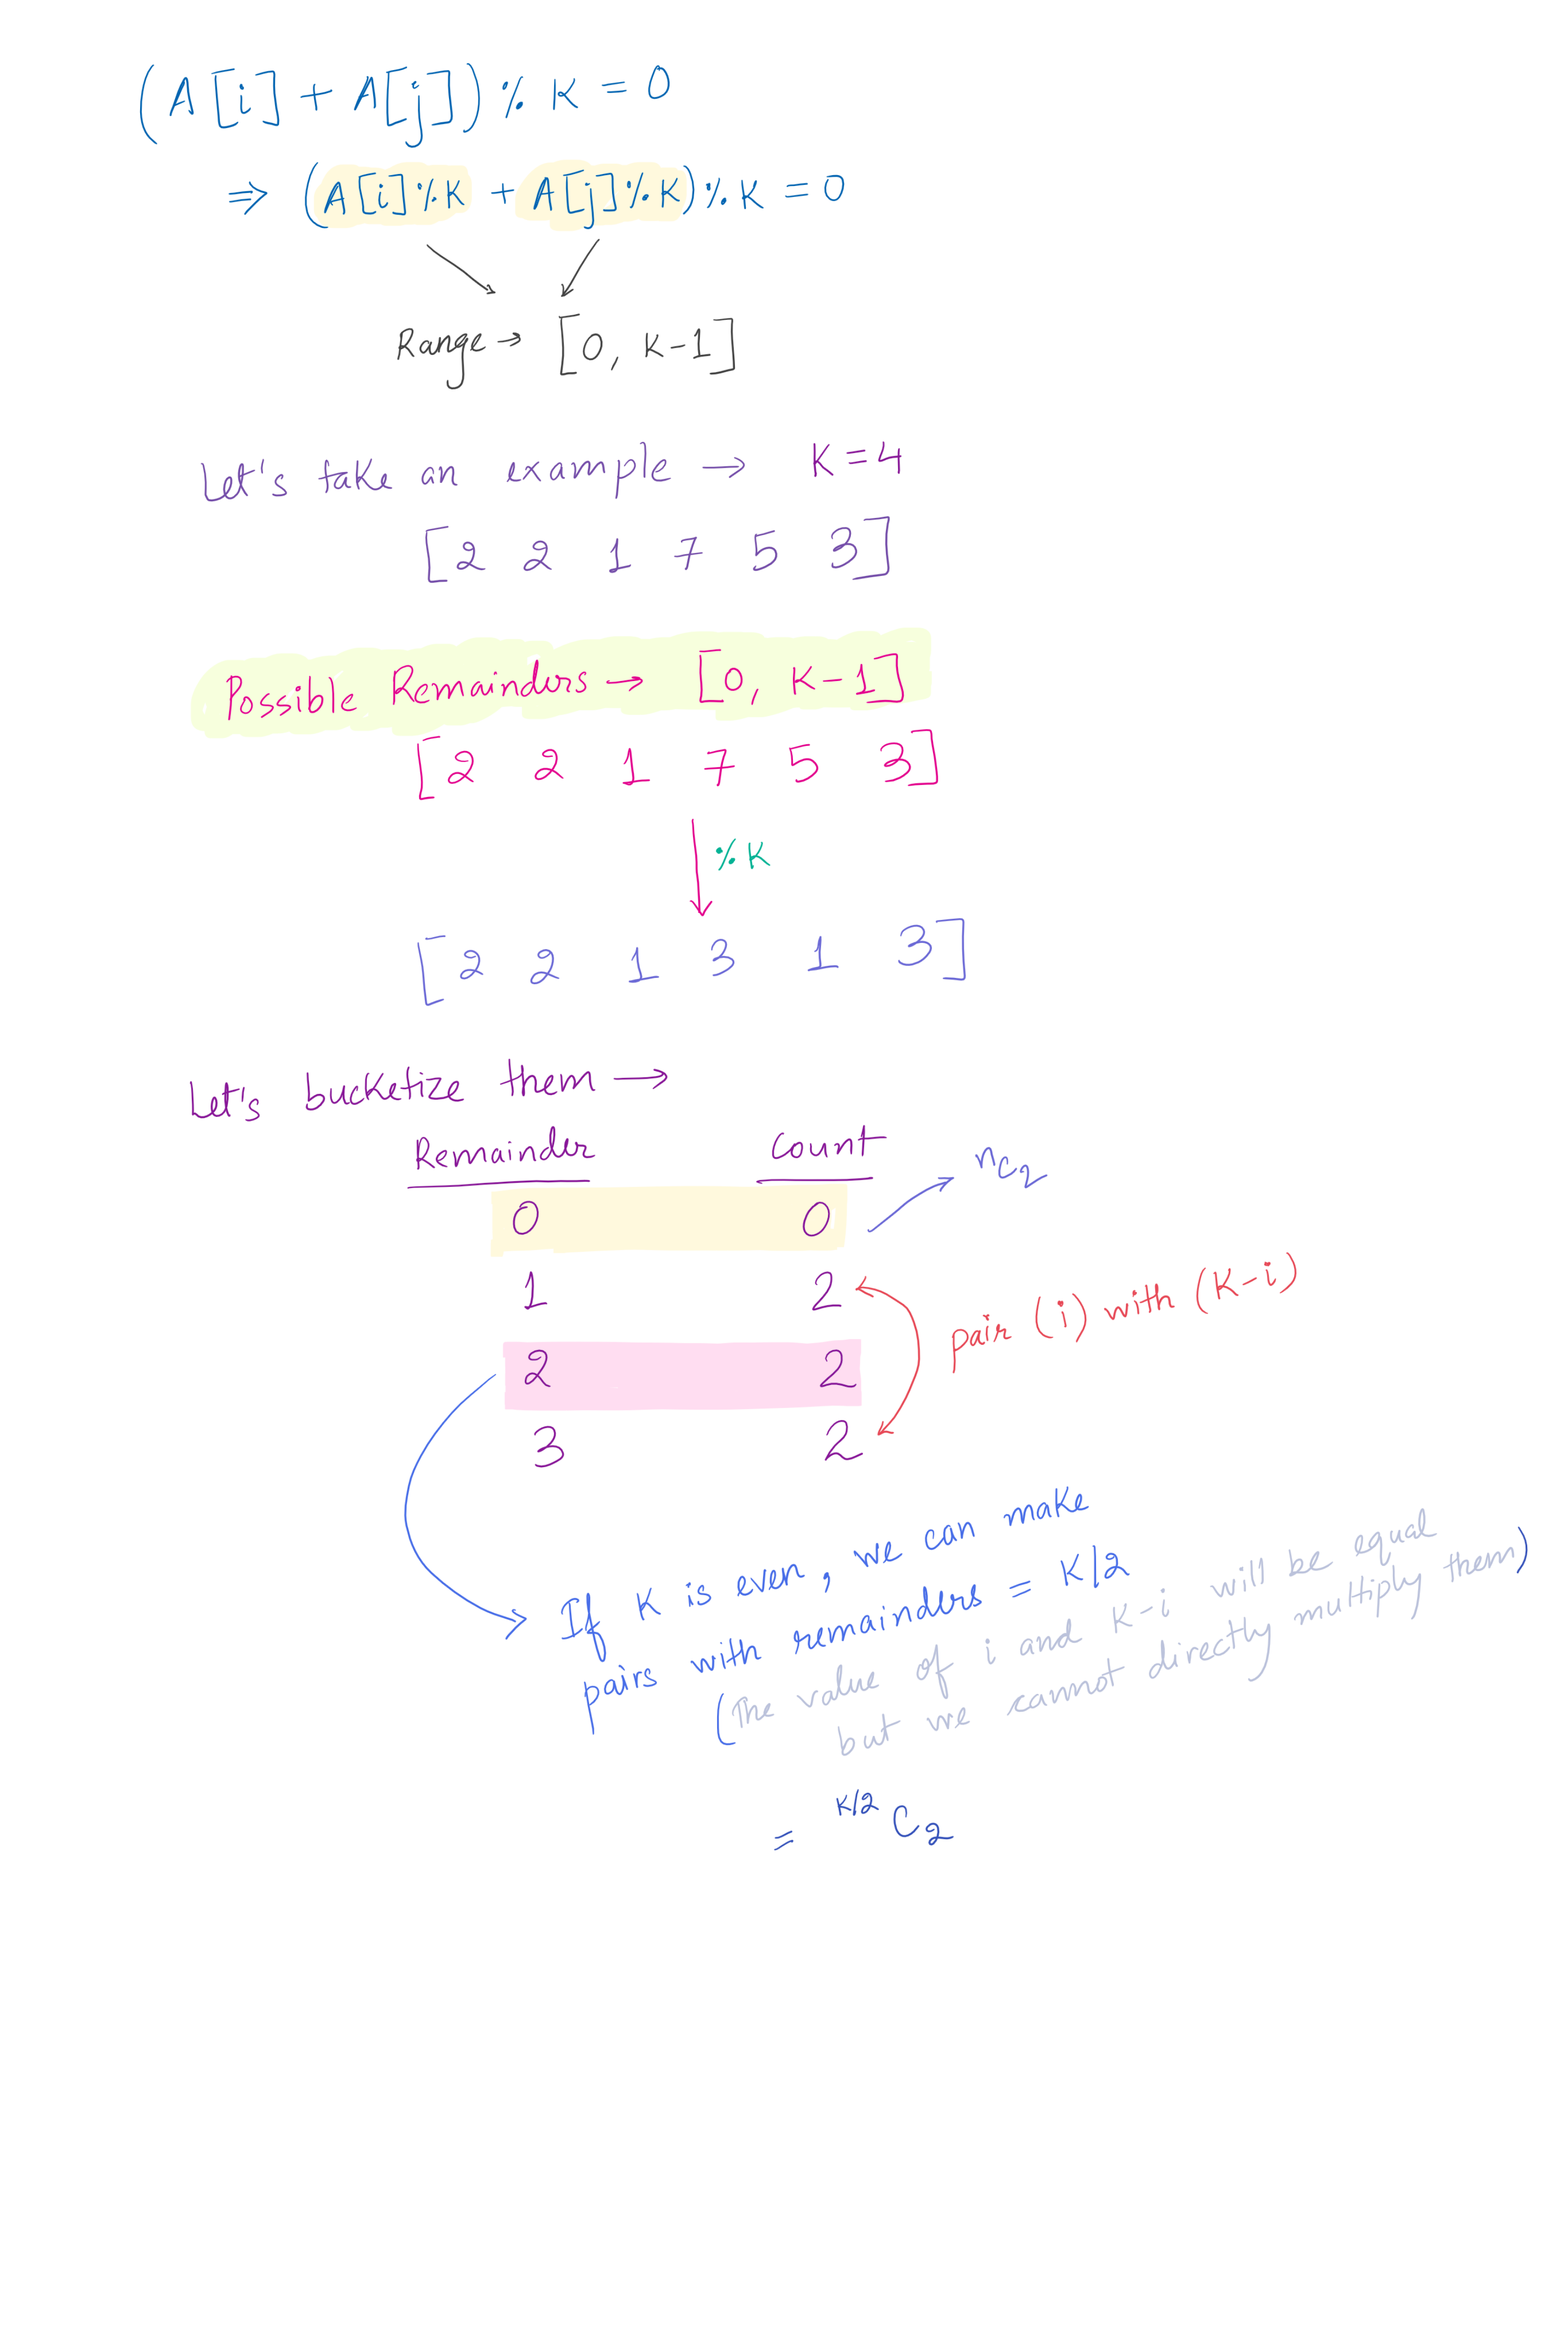 (A[i] + A[j]) % K = 0
⇒ (A[i]%K + A[j]%K)%K = 0
Range → [0, K-1]
Let's take an example → K=4
[2 2 1 7 5 3]
Possible Remainders → [0, K-1]
[2 2 1 7 5 3]
%K
[2 2 1 3 1 3]
Let's bucketize them →
Remainder Count
0 0 → nC2
1 2
2 2
3 2
pair (i) with (K-i)
If K is even, we can make
pairs with remainders = K/2
(The value of i and K-i will be equal
but we cannot directly multiply them)
= K/2 C2